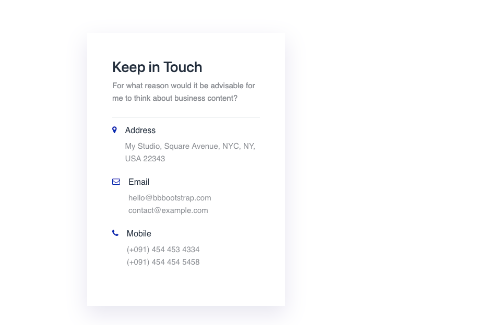 Keep in Touch
For what reason would it be advisable for
me to think about business content?
Address
My Studio, Square Avenue, NYC, NY,
USA 22343
Email
hello@bbbootstrap.com
contact@example.com
Mobile
(+091) 454 453 4334
(+091) 454 454 5458